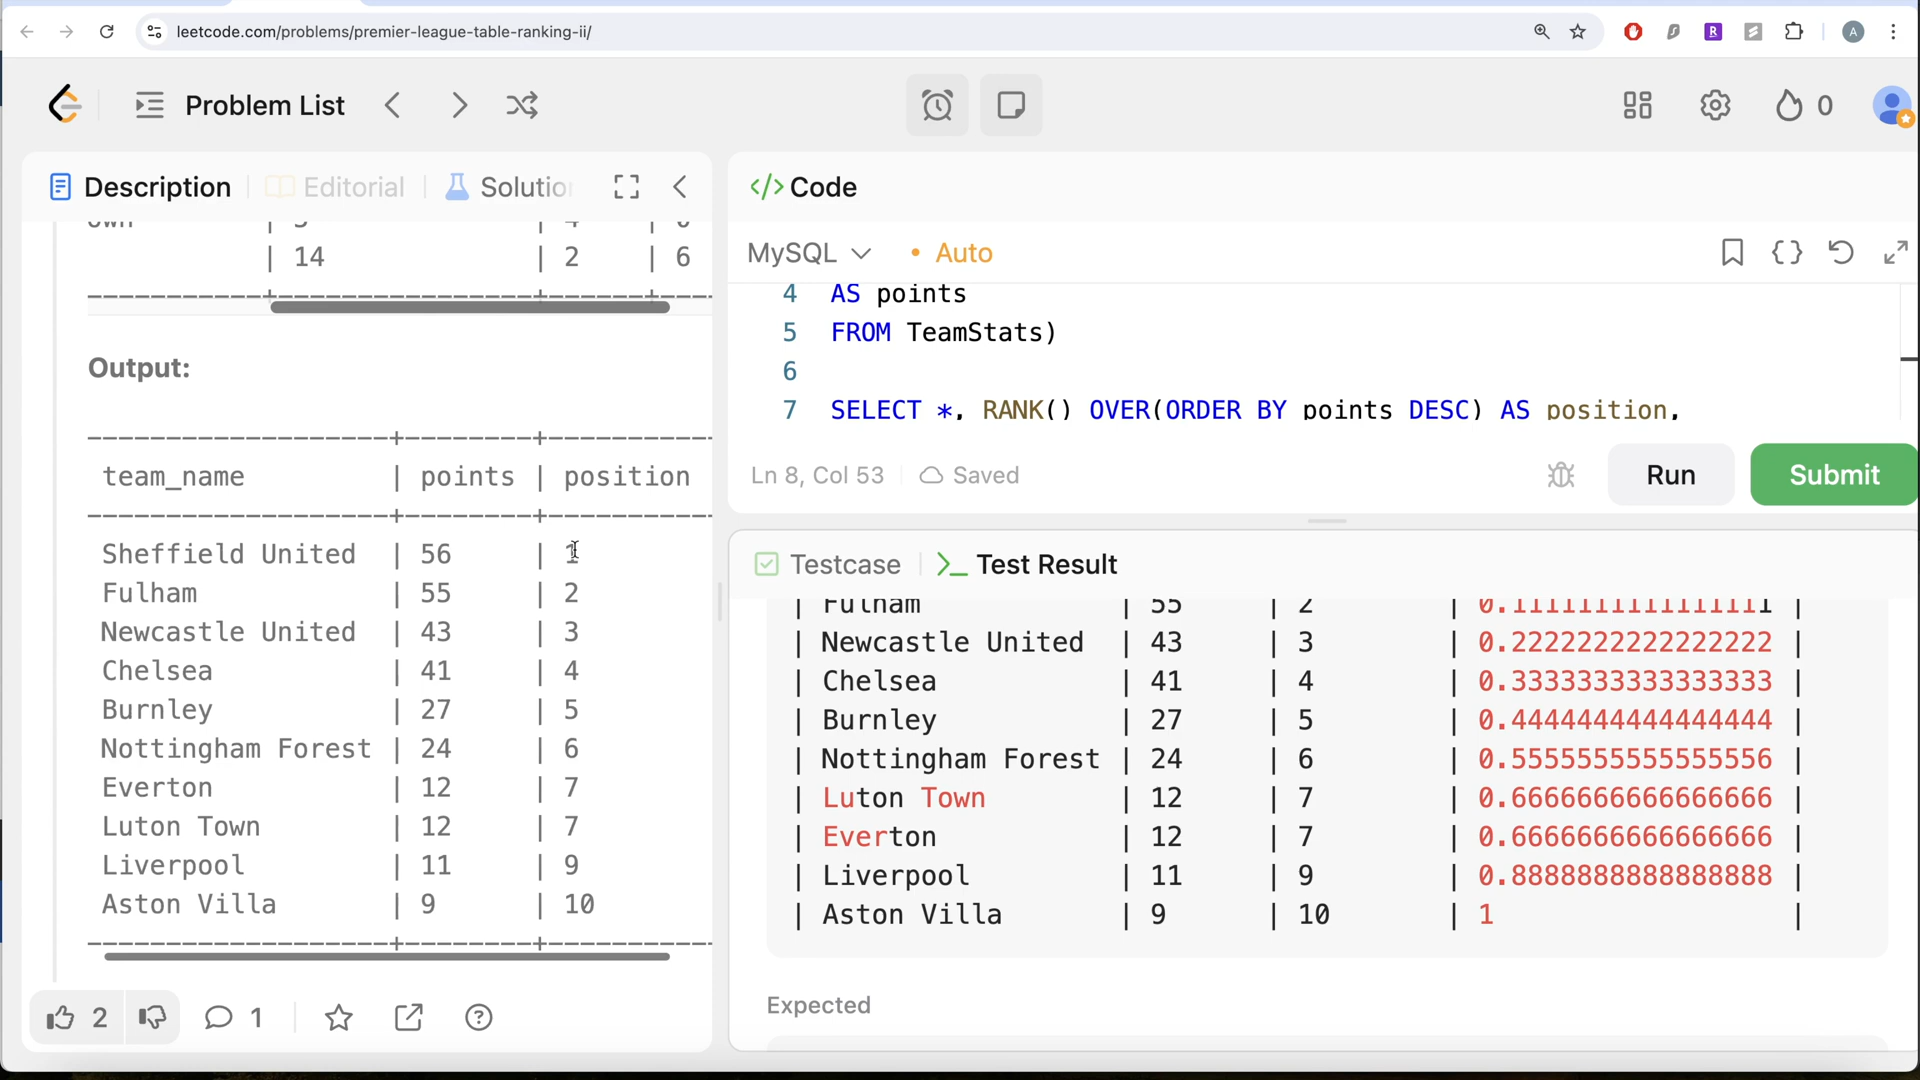 leetcode.com/problems/premier-league-table-ranking-ii/
A
Problem List
0
Description
Editorial
Solutio
</> Code
| 14 | 2 | 6
Output:
team_name | points | position
Sheffield United | 56 | 1
Fulham | 55 | 2
Newcastle United | 43 | 3
Chelsea | 41 | 4
Burnley | 27 | 5
Nottingham Forest | 24 | 6
Everton | 12 | 7
Luton Town | 12 | 7
Liverpool | 11 | 9
Aston Villa | 9 | 10
2
1
MySQL
Auto
4 AS points
5 FROM TeamStats)
6
7 SELECT *, RANK() OVER(ORDER BY points DESC) AS position,
Ln 8, Col 53
Saved
Run
Submit
Testcase
>_ Test Result
| Fulham | 55 | 2 | 0.1111111111111111 |
| Newcastle United | 43 | 3 | 0.2222222222222222 |
| Chelsea | 41 | 4 | 0.3333333333333333 |
| Burnley | 27 | 5 | 0.4444444444444444 |
| Nottingham Forest | 24 | 6 | 0.5555555555555556 |
| Luton Town | 12 | 7 | 0.6666666666666666 |
| Everton | 12 | 7 | 0.6666666666666666 |
| Liverpool | 11 | 9 | 0.8888888888888888 |
| Aston Villa | 9 | 10 | 1 |
Expected